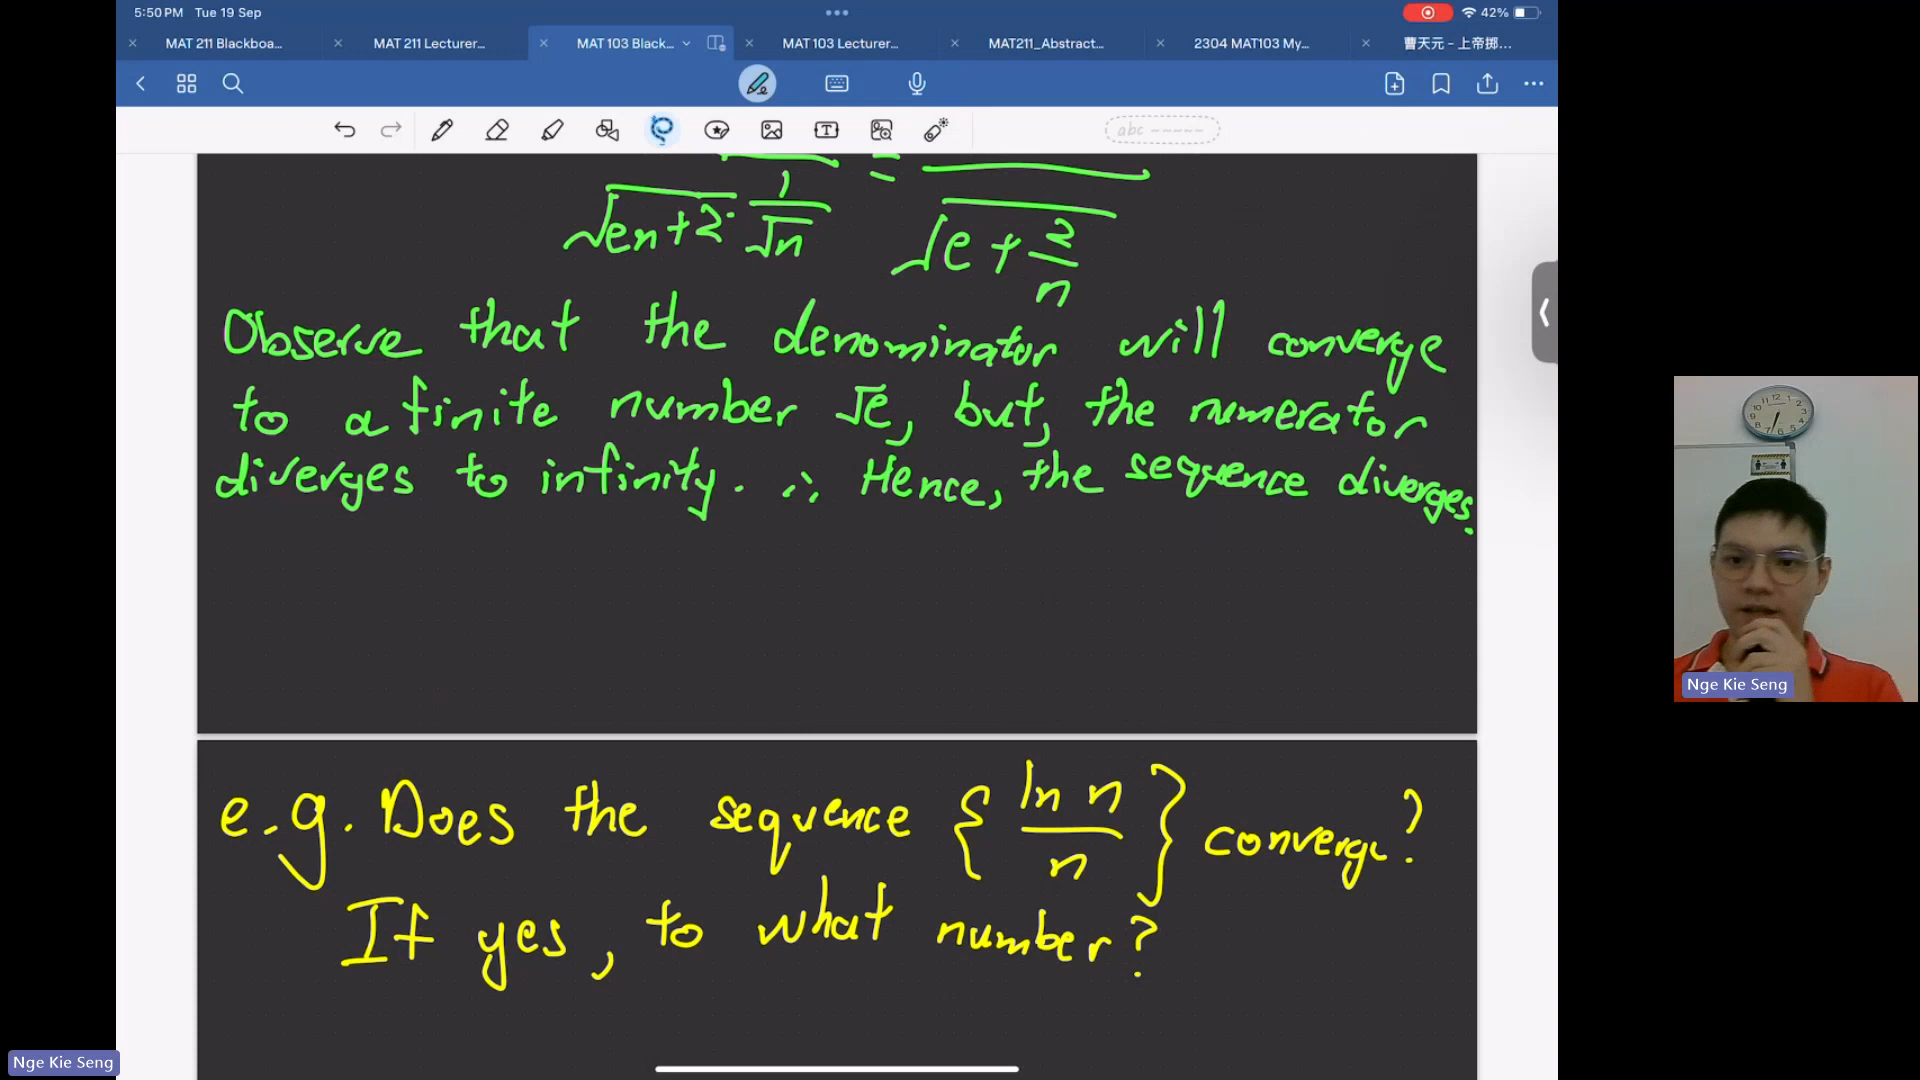 5:50 PM Tue 19 Sep
42%
MAT 211 Blackboa...
MAT 211 Lecturer...
MAT 103 Black...
MAT 103 Lecturer...
MAT211_Abstract...
2304 MAT103 My...
曹天元 - 上帝掷...
abc -----
√(en+2) · 1/√n = √(e + 2/n)
Observe that the denominator will converge
to a finite number √e, but, the numerator
diverges to infinity. ∴ Hence, the sequence diverges.
e.g. Does the sequence { ln n / n } converge?
If yes, to what number?
Nge Kie Seng
Nge Kie Seng